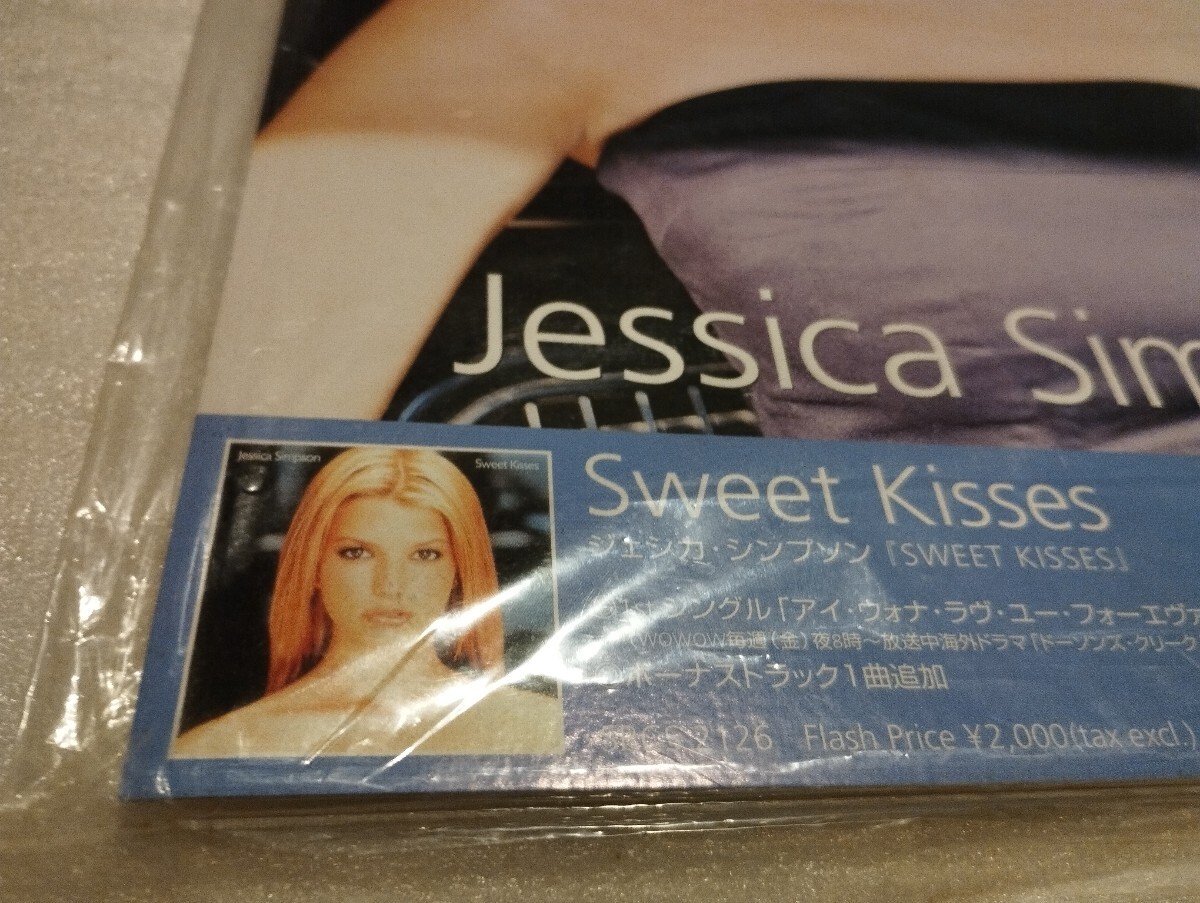 Jessica Sim
Jessica Simpson
Sweet Kisses
Sweet Kisses
ジェシカ・シンプソン『SWEET KISSES』
シングル「アイ・ウォナ・ラヴ・ユー・フォーエヴァ
(WOWOW毎週(金)夜8時〜放送中海外ドラマ「ドーソンズ・クリーク
ボーナストラック1曲追加
2126 Flash Price ¥2,000(tax excl.)